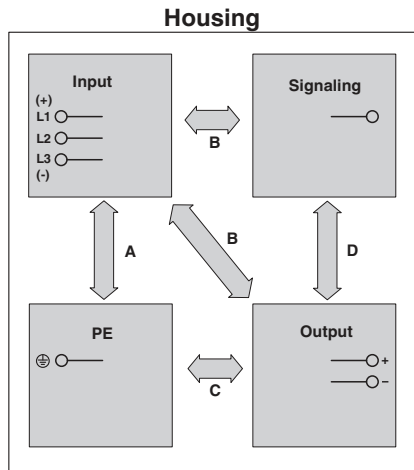 Housing
Input
(+)
L1
L2
L3
(-)
Signaling
B
A
B
D
PE
Output
+
−
C